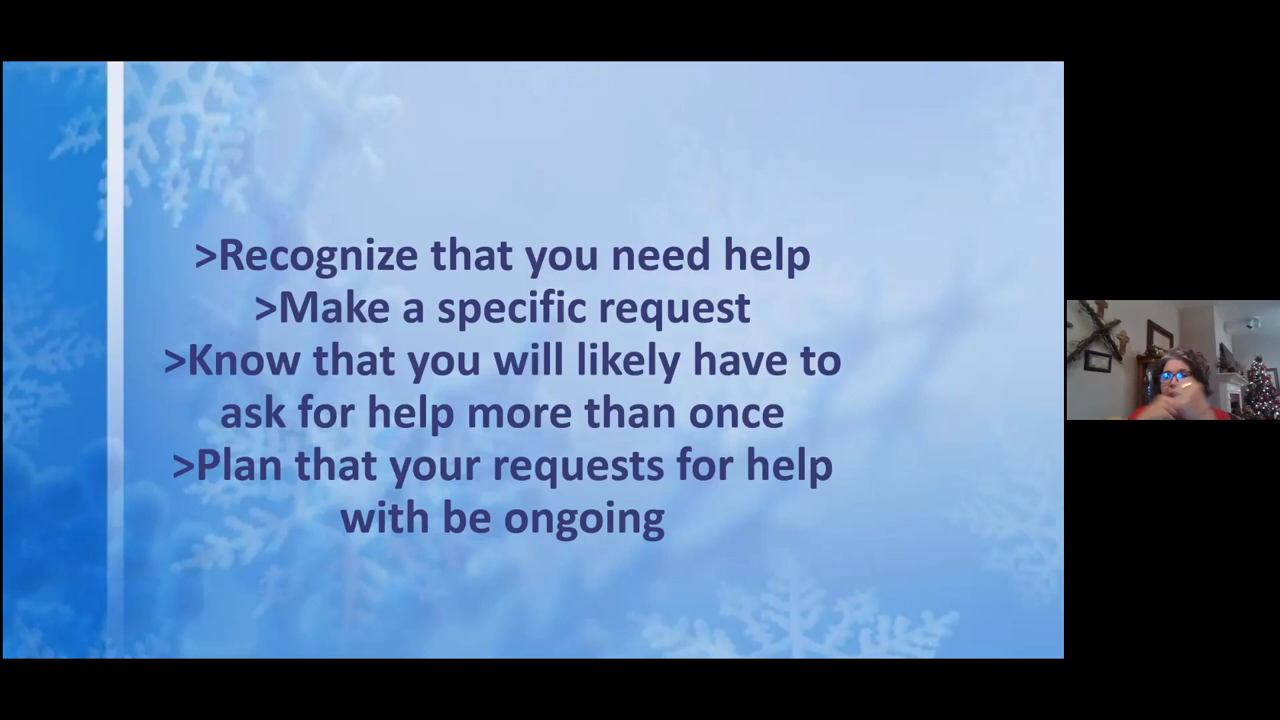 >Recognize that you need help
>Make a specific request
>Know that you will likely have to
ask for help more than once
>Plan that your requests for help
with be ongoing